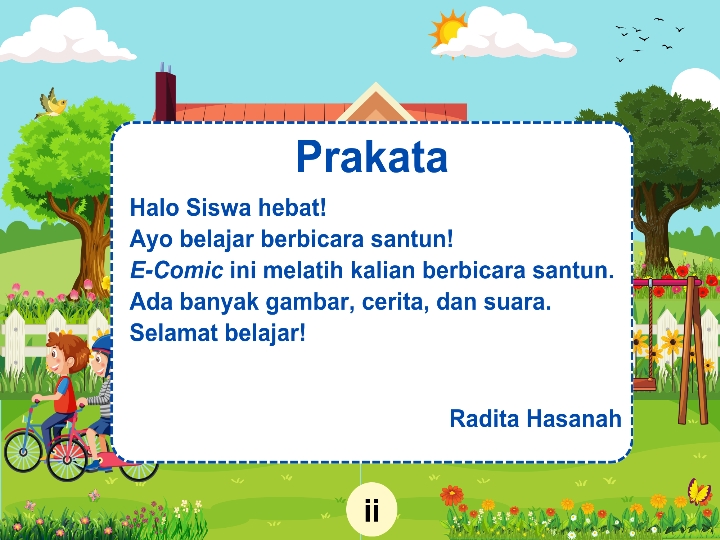 Prakata
Halo Siswa hebat!
Ayo belajar berbicara santun!
E-Comic ini melatih kalian berbicara santun.
Ada banyak gambar, cerita, dan suara.
Selamat belajar!
Radita Hasanah
ii